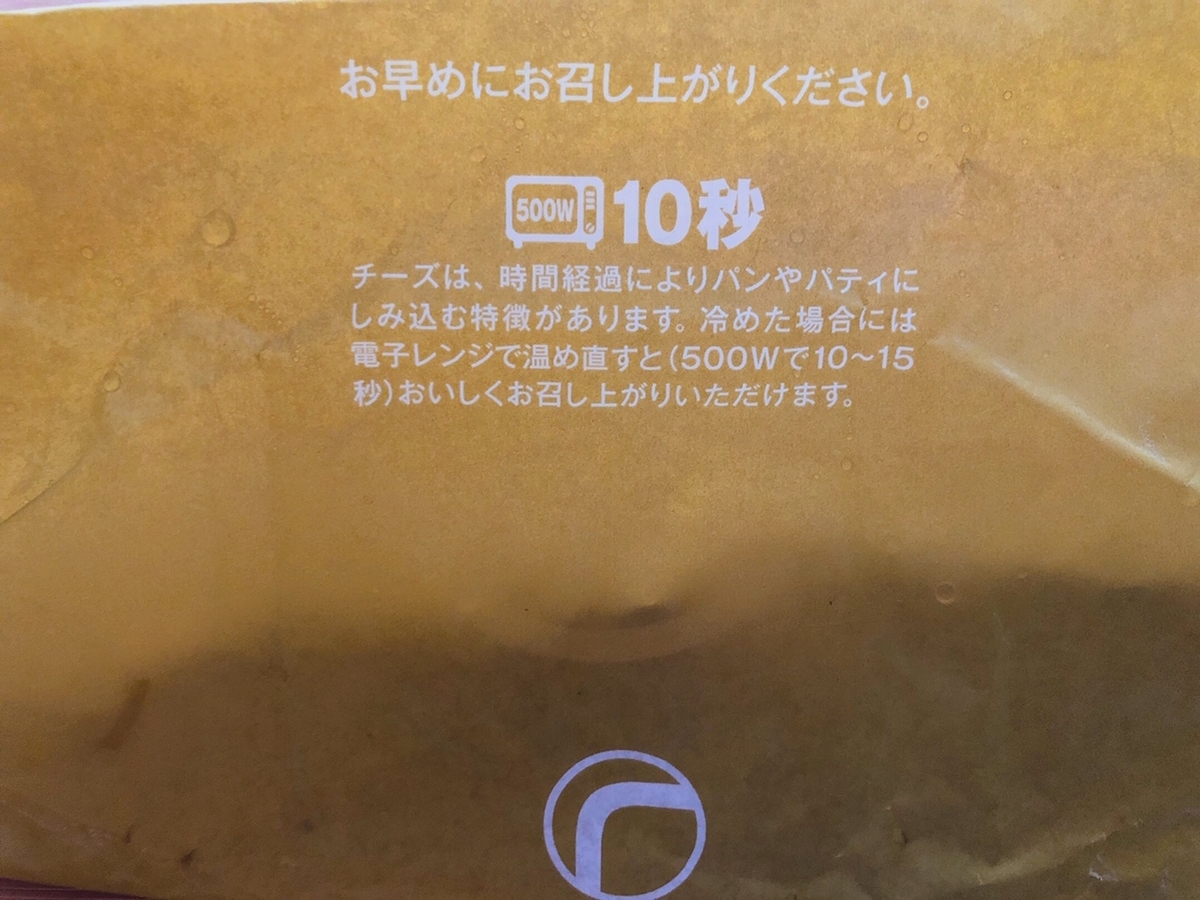 お早めにお召し上がりください。
500W 10秒
チーズは、時間経過によりパンやパティに
しみ込む特徴があります。冷めた場合には
電子レンジで温め直すと(500Wで10〜15
秒)おいしくお召し上がりいただけます。